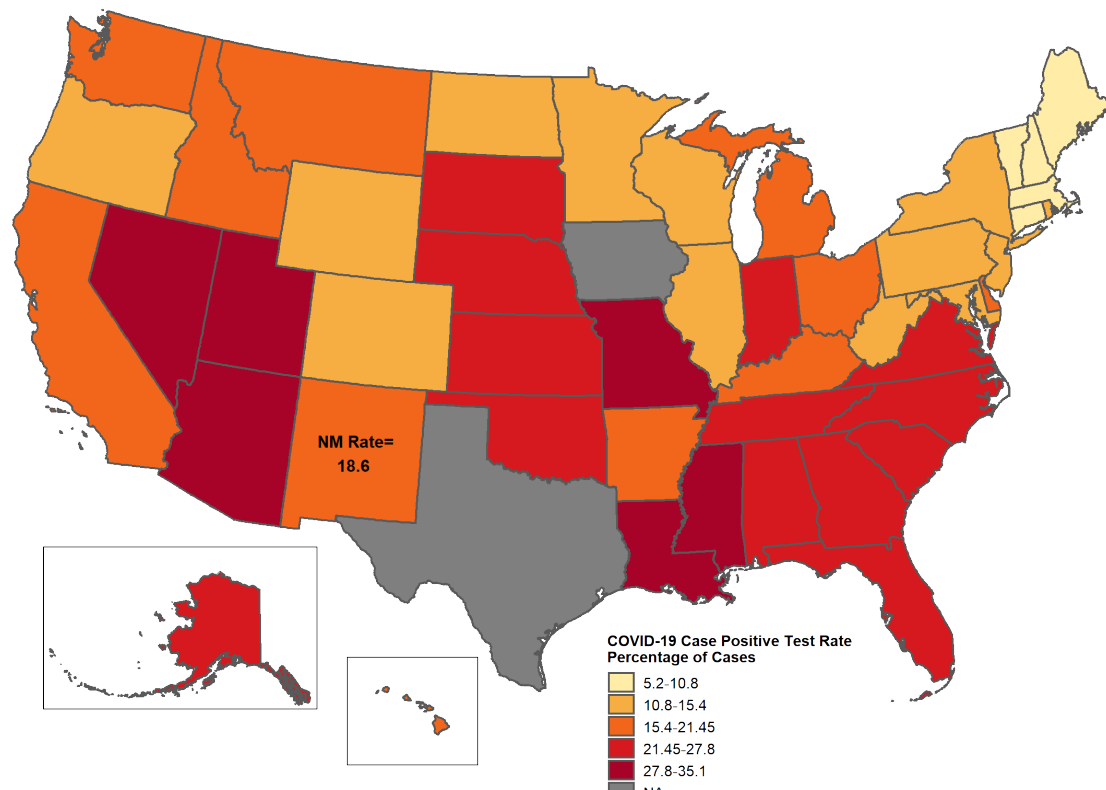 NM Rate=
18.6
COVID-19 Case Positive Test Rate
Percentage of Cases
5.2-10.8
10.8-15.4
15.4-21.45
21.45-27.8
27.8-35.1